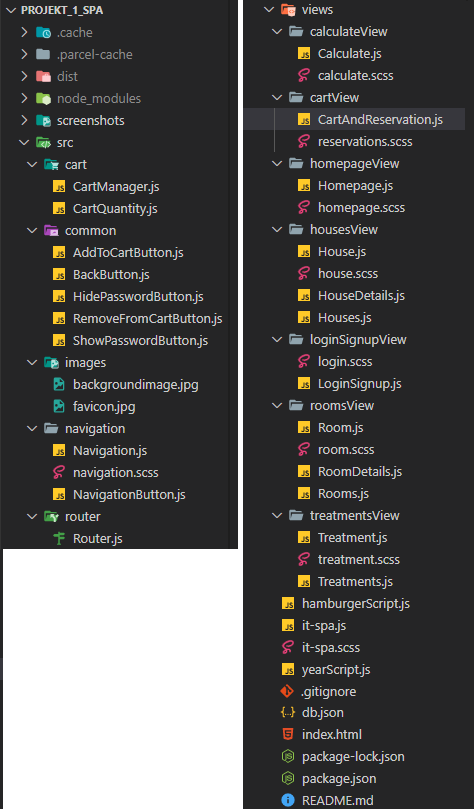 PROJEKT_1_SPA
.cache
.parcel-cache
dist
node_modules
screenshots
src
cart
CartManager.js
CartQuantity.js
common
AddToCartButton.js
BackButton.js
HidePasswordButton.js
RemoveFromCartButton.js
ShowPasswordButton.js
images
backgroundimage.jpg
favicon.jpg
navigation
Navigation.js
navigation.scss
NavigationButton.js
router
Router.js
views
calculateView
Calculate.js
calculate.scss
cartView
CartAndReservation.js
reservations.scss
homepageView
Homepage.js
homepage.scss
housesView
House.js
house.scss
HouseDetails.js
Houses.js
loginSignupView
login.scss
LoginSignup.js
roomsView
Room.js
room.scss
RoomDetails.js
Rooms.js
treatmentsView
Treatment.js
treatment.scss
Treatments.js
hamburgerScript.js
it-spa.js
it-spa.scss
yearScript.js
.gitignore
db.json
index.html
package-lock.json
package.json
README.md